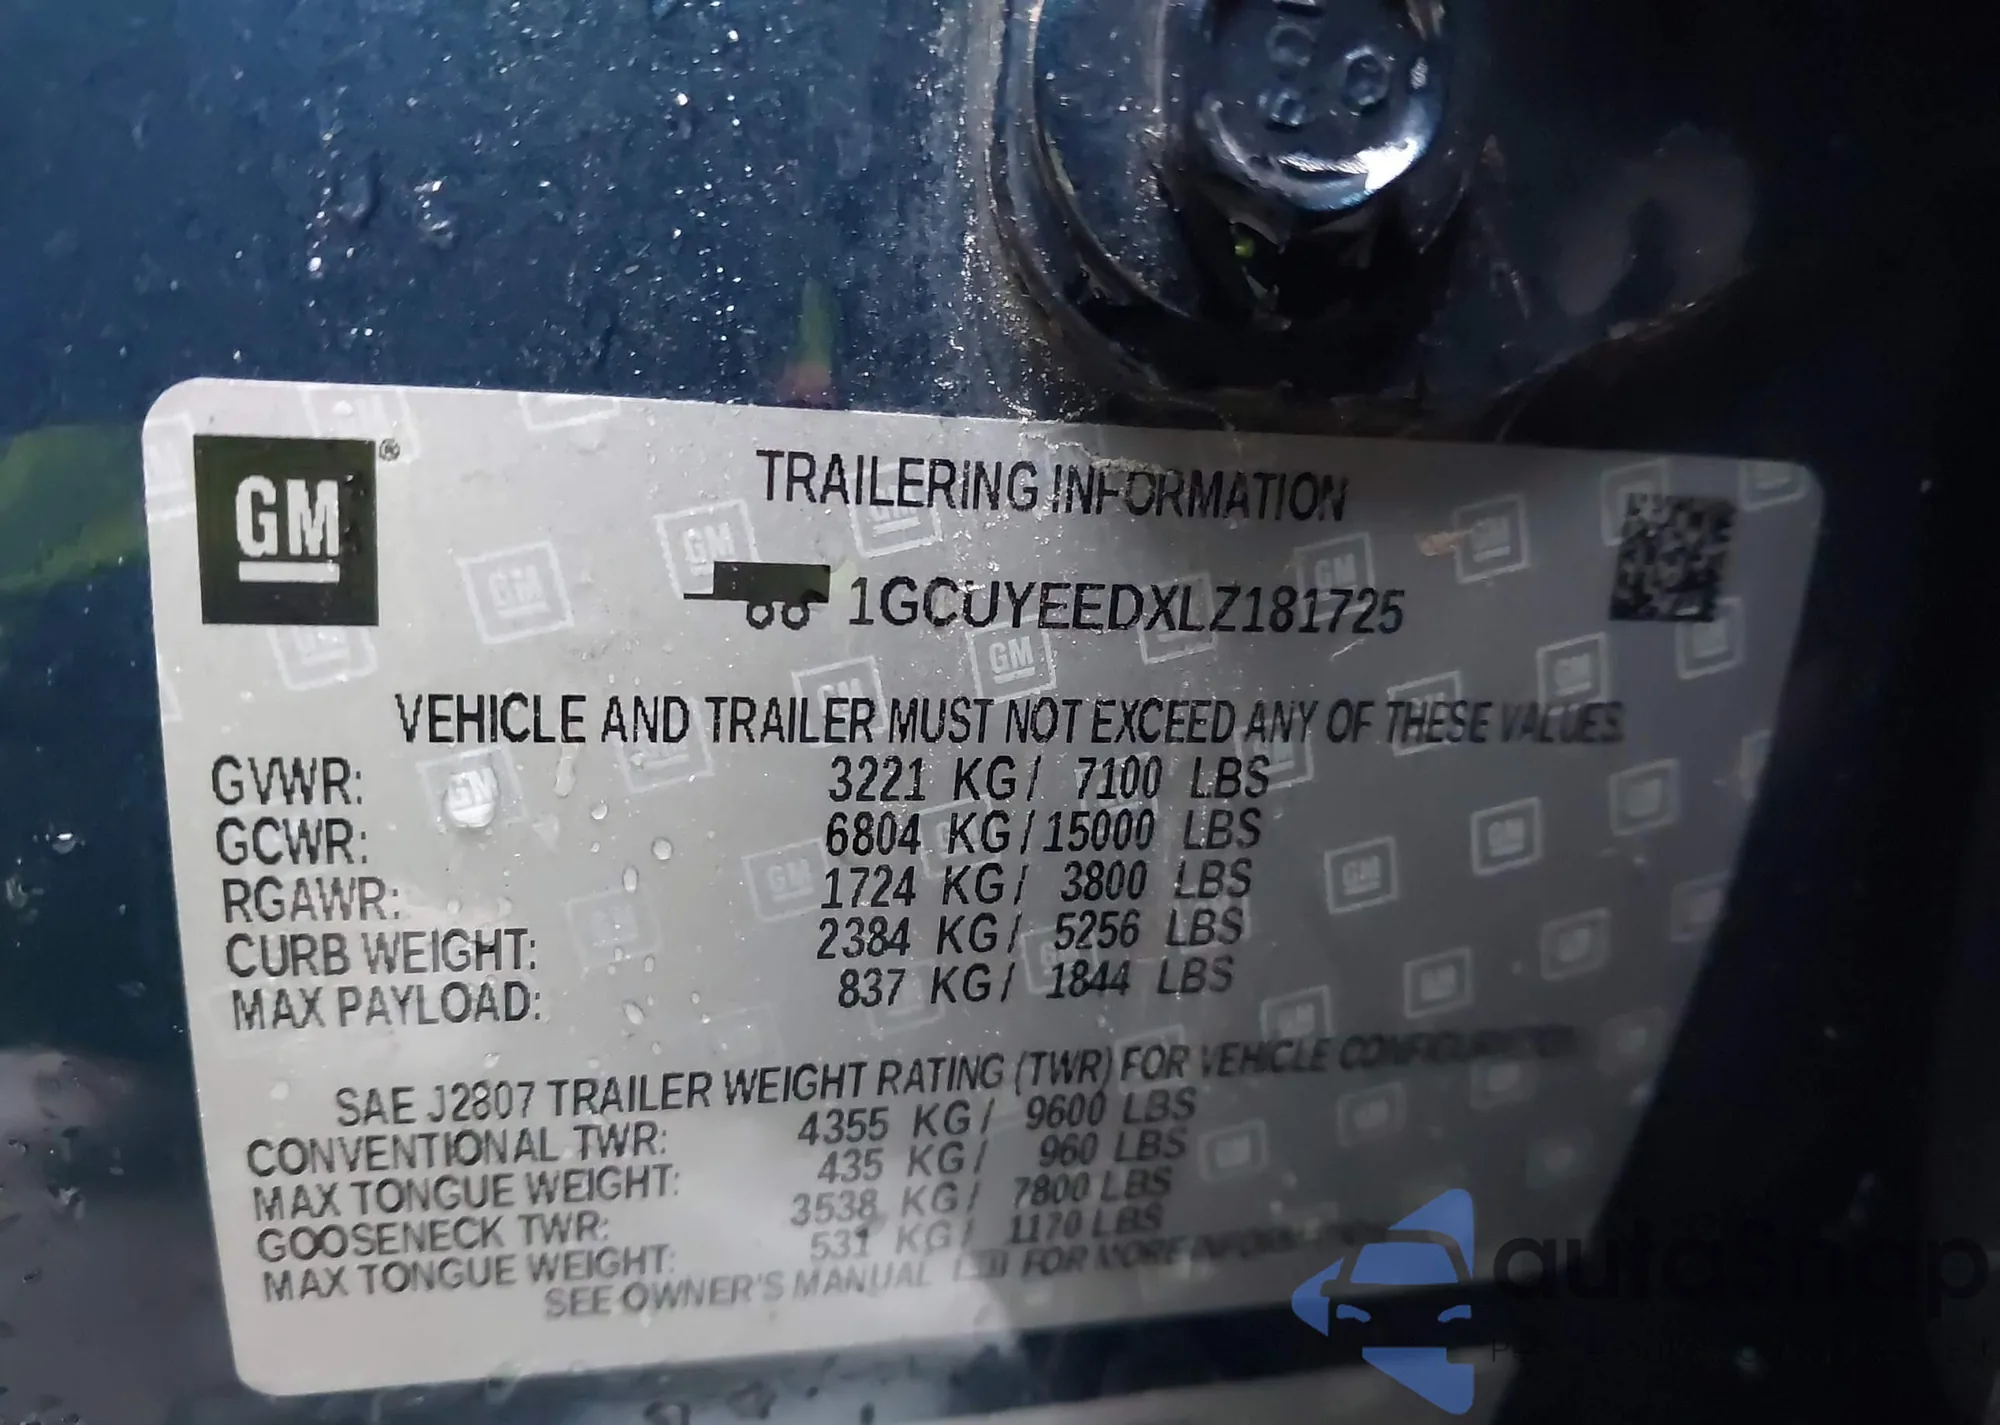 GM®
TRAILERING INFORMATION
1GCUYEEDXLZ181725
VEHICLE AND TRAILER MUST NOT EXCEED ANY OF THESE VALUES
GVWR: 3221 KG/ 7100 LBS
GCWR: 6804 KG/15000 LBS
RGAWR: 1724 KG/ 3800 LBS
CURB WEIGHT: 2384 KG/ 5256 LBS
MAX PAYLOAD: 837 KG/ 1844 LBS
SAE J2807 TRAILER WEIGHT RATING (TWR) FOR VEHICLE CONFIGURATION
CONVENTIONAL TWR: 4355 KG/ 9600 LBS
MAX TONGUE WEIGHT: 435 KG/ 960 LBS
GOOSENECK TWR: 3538 KG/ 7800 LBS
MAX TONGUE WEIGHT: 531 KG/ 1170 LBS
SEE OWNER'S MANUAL FOR MORE INFORMATION
autosnap